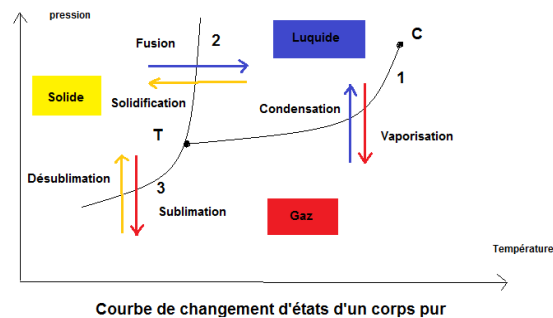 pression
Fusion
2
Luquide
C
1
Solide
Solidification
Condensation
Vaporisation
T
Désublimation
3
Sublimation
Gaz
Température
Courbe de changement d'états d'un corps pur